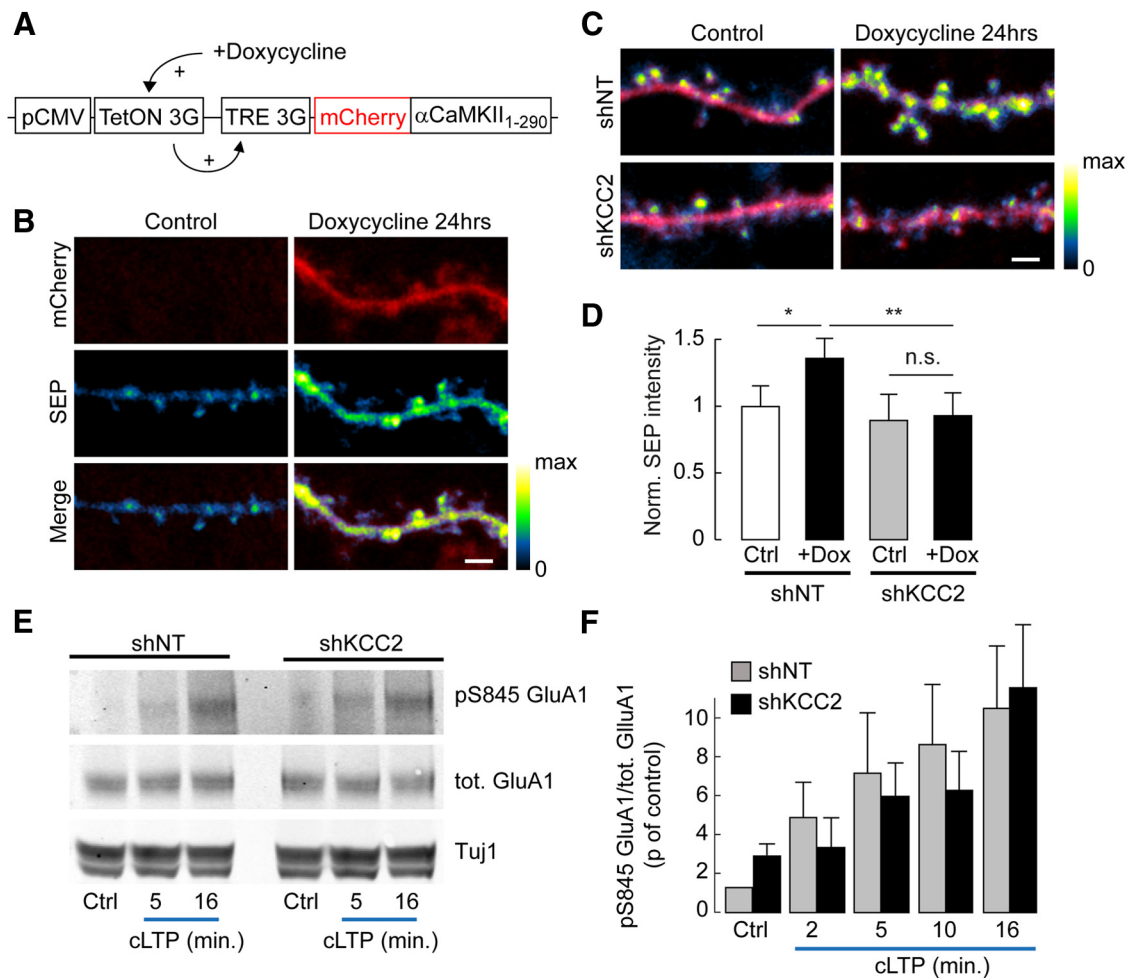 A
+Doxycycline
+
pCMV TetON 3G TRE 3G mCherry αCaMKII1-290
+
B
Control Doxycycline 24hrs
mCherry
SEP
Merge
max
0
C
Control Doxycycline 24hrs
shNT
shKCC2
max
0
D
* **
n.s.
Norm. SEP intensity
1.5
1
0.5
0
Ctrl +Dox Ctrl +Dox
shNT shKCC2
E
shNT shKCC2
pS845 GluA1
tot. GluA1
Tuj1
Ctrl 5 16 Ctrl 5 16
cLTP (min.) cLTP (min.)
F
shNT
shKCC2
pS845 GluA1/tot. GlluA1
(p of control)
10
8
6
4
2
0
Ctrl 2 5 10 16
cLTP (min.)